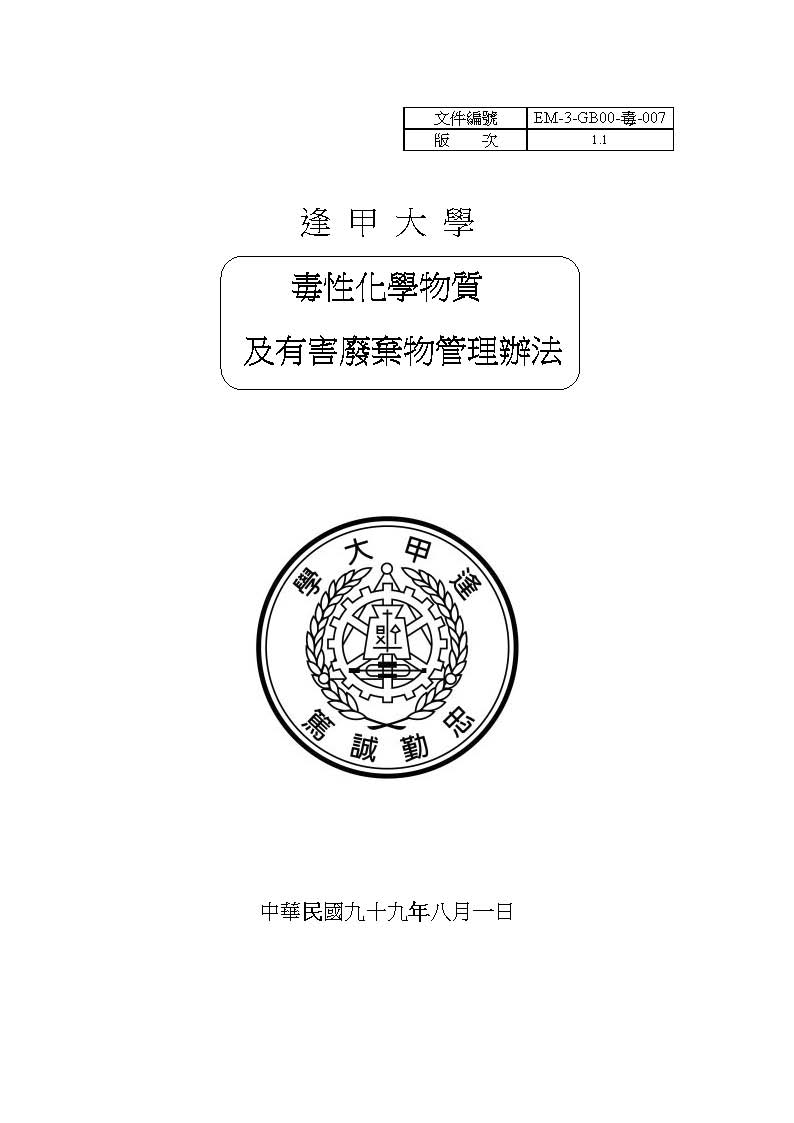 文件編號 EM-3-GB00-毒-007
版　　次 1.1
逢 甲 大 學
毒性化學物質
及有害廢棄物管理辦法
逢甲大學
忠勤誠篤
中華民國九十九年八月一日